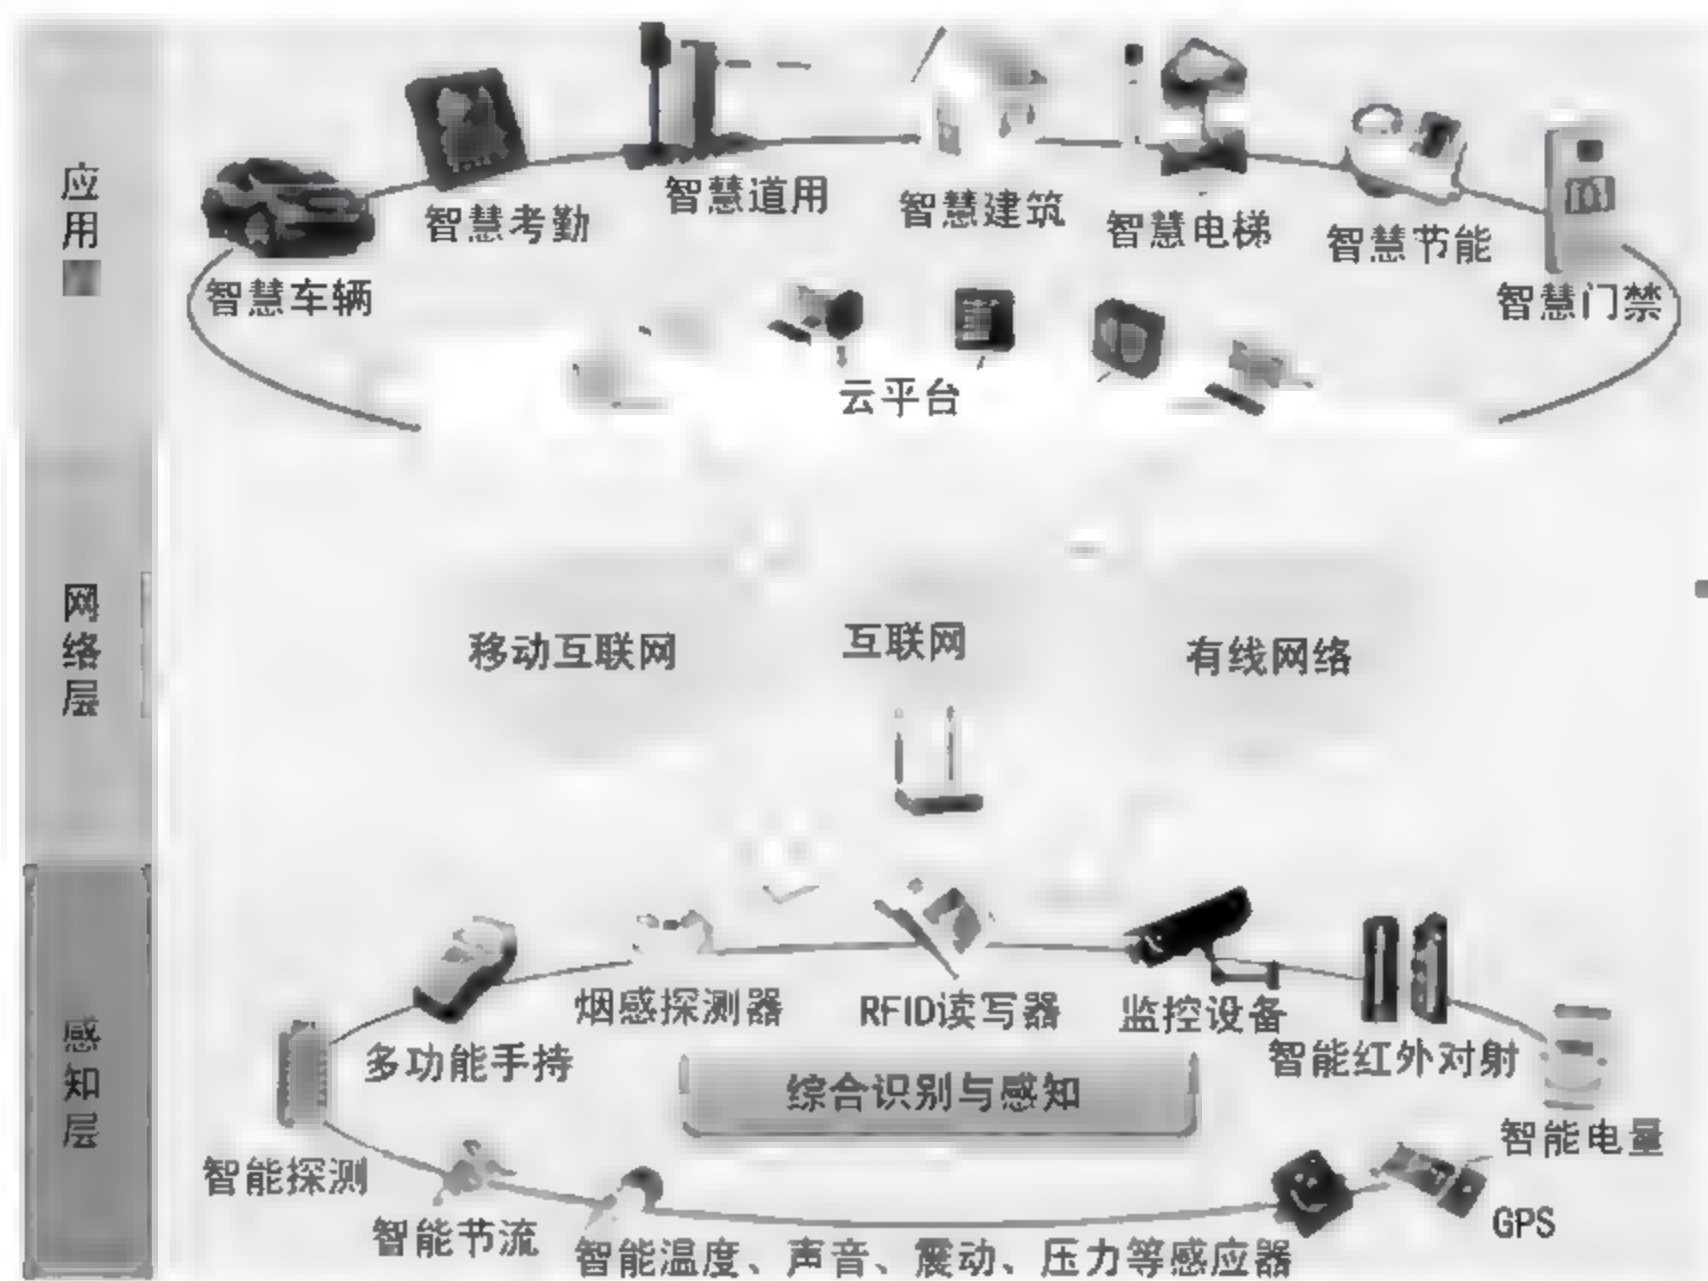 应用
智慧车辆
智慧考勤
智慧道用
智慧建筑
智慧电梯
智慧节能
智慧门禁
云平台
网络层
移动互联网
互联网
有线网络
感知层
智能探测
多功能手持
烟感探测器
RFID读写器
监控设备
智能红外对射
智能电量
综合识别与感知
智能节流
智能温度、声音、震动、压力等感应器
GPS